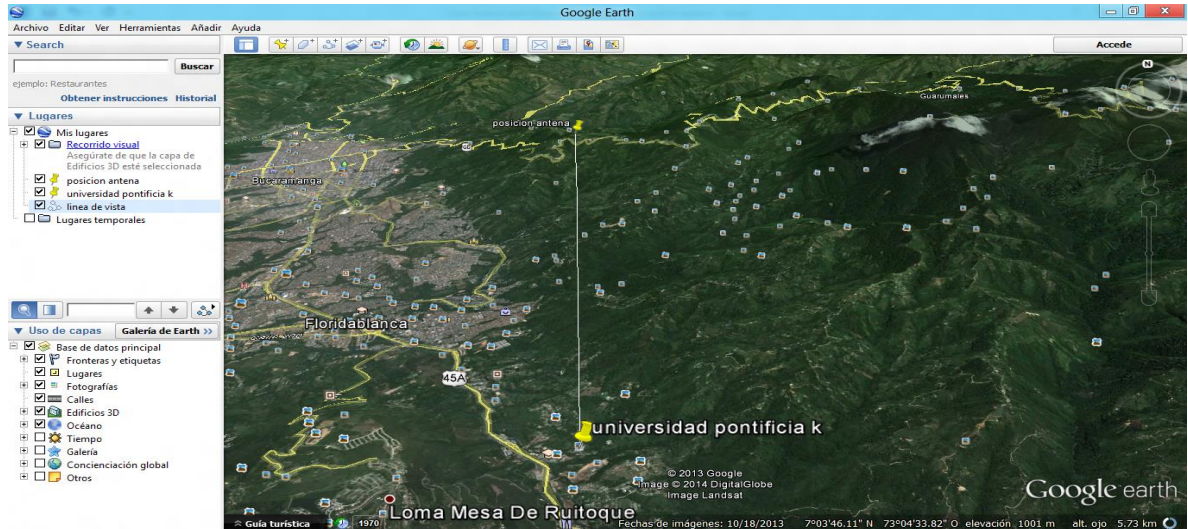 Google Earth
Archivo Editar Ver Herramientas Añadir Ayuda
Search
Buscar
ejemplo: Restaurantes
Obtener instrucciones Historial
Lugares
Mis lugares
Recorrido visual
Asegúrate de que la capa de
Edificios 3D esté seleccionada
posicion antena
universidad pontificia k
linea de vista
Lugares temporales
Uso de capas Galería de Earth >>
Base de datos principal
Fronteras y etiquetas
Lugares
Fotografías
Calles
Edificios 3D
Océano
Tiempo
Galería
Concienciación global
Otros
Accede
N
Guarumales
posicion antena
66
Bucaramanga
Floridablanca
45A
universidad pontificia k
© 2013 Google
Image © 2014 DigitalGlobe
Image Landsat
Google earth
Loma Mesa De Ruitoque
Guía turística 1970 Fechas de imágenes: 10/18/2013 7°03'46.11" N 73°04'33.82" O elevación 1001 m alt. ojo 5.73 km